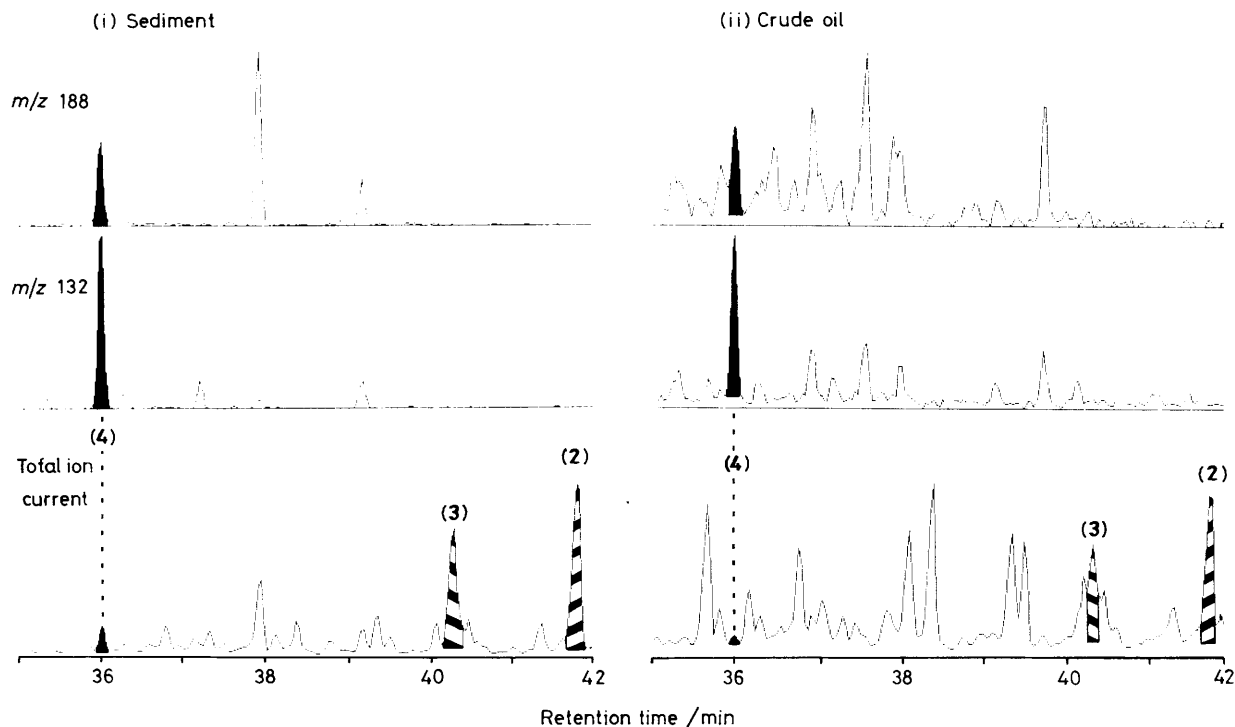 (i) Sediment
(ii) Crude oil
m/z 188
m/z 132
(4)
(2)
Total ion
current
(3)
(4)
(2)
(3)
36 38 40 42
36 38 40 42
Retention time /min